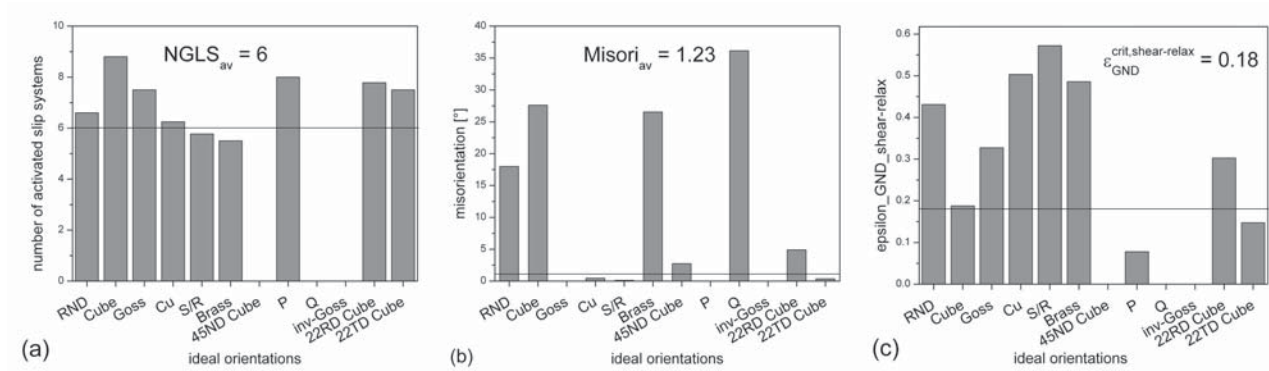 10
8
6
4
2
0
number of activated slip systems
NGLS_av = 6
RND
Cube
Goss
Cu
S/R
Brass
45ND Cube
P
Q
inv-Goss
22RD Cube
22TD Cube
ideal orientations
(a)
40
35
30
25
20
15
10
5
0
misorientation [°]
Misori_av = 1.23
RND
Cube
Goss
Cu
S/R
Brass
45ND Cube
P
Q
inv-Goss
22RD Cube
22TD Cube
ideal orientations
(b)
0.6
0.5
0.4
0.3
0.2
0.1
0.0
epsilon_GND_shear-relax
ε_GND^crit,shear-relax = 0.18
RND
Cube
Goss
Cu
S/R
Brass
45ND Cube
P
Q
inv-Goss
22RD Cube
22TD Cube
ideal orientations
(c)